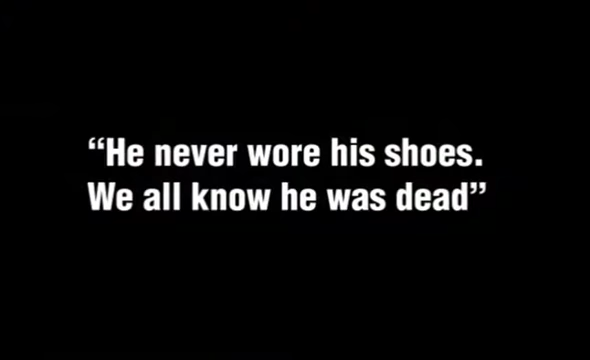 “He never wore his shoes.
We all know he was dead”